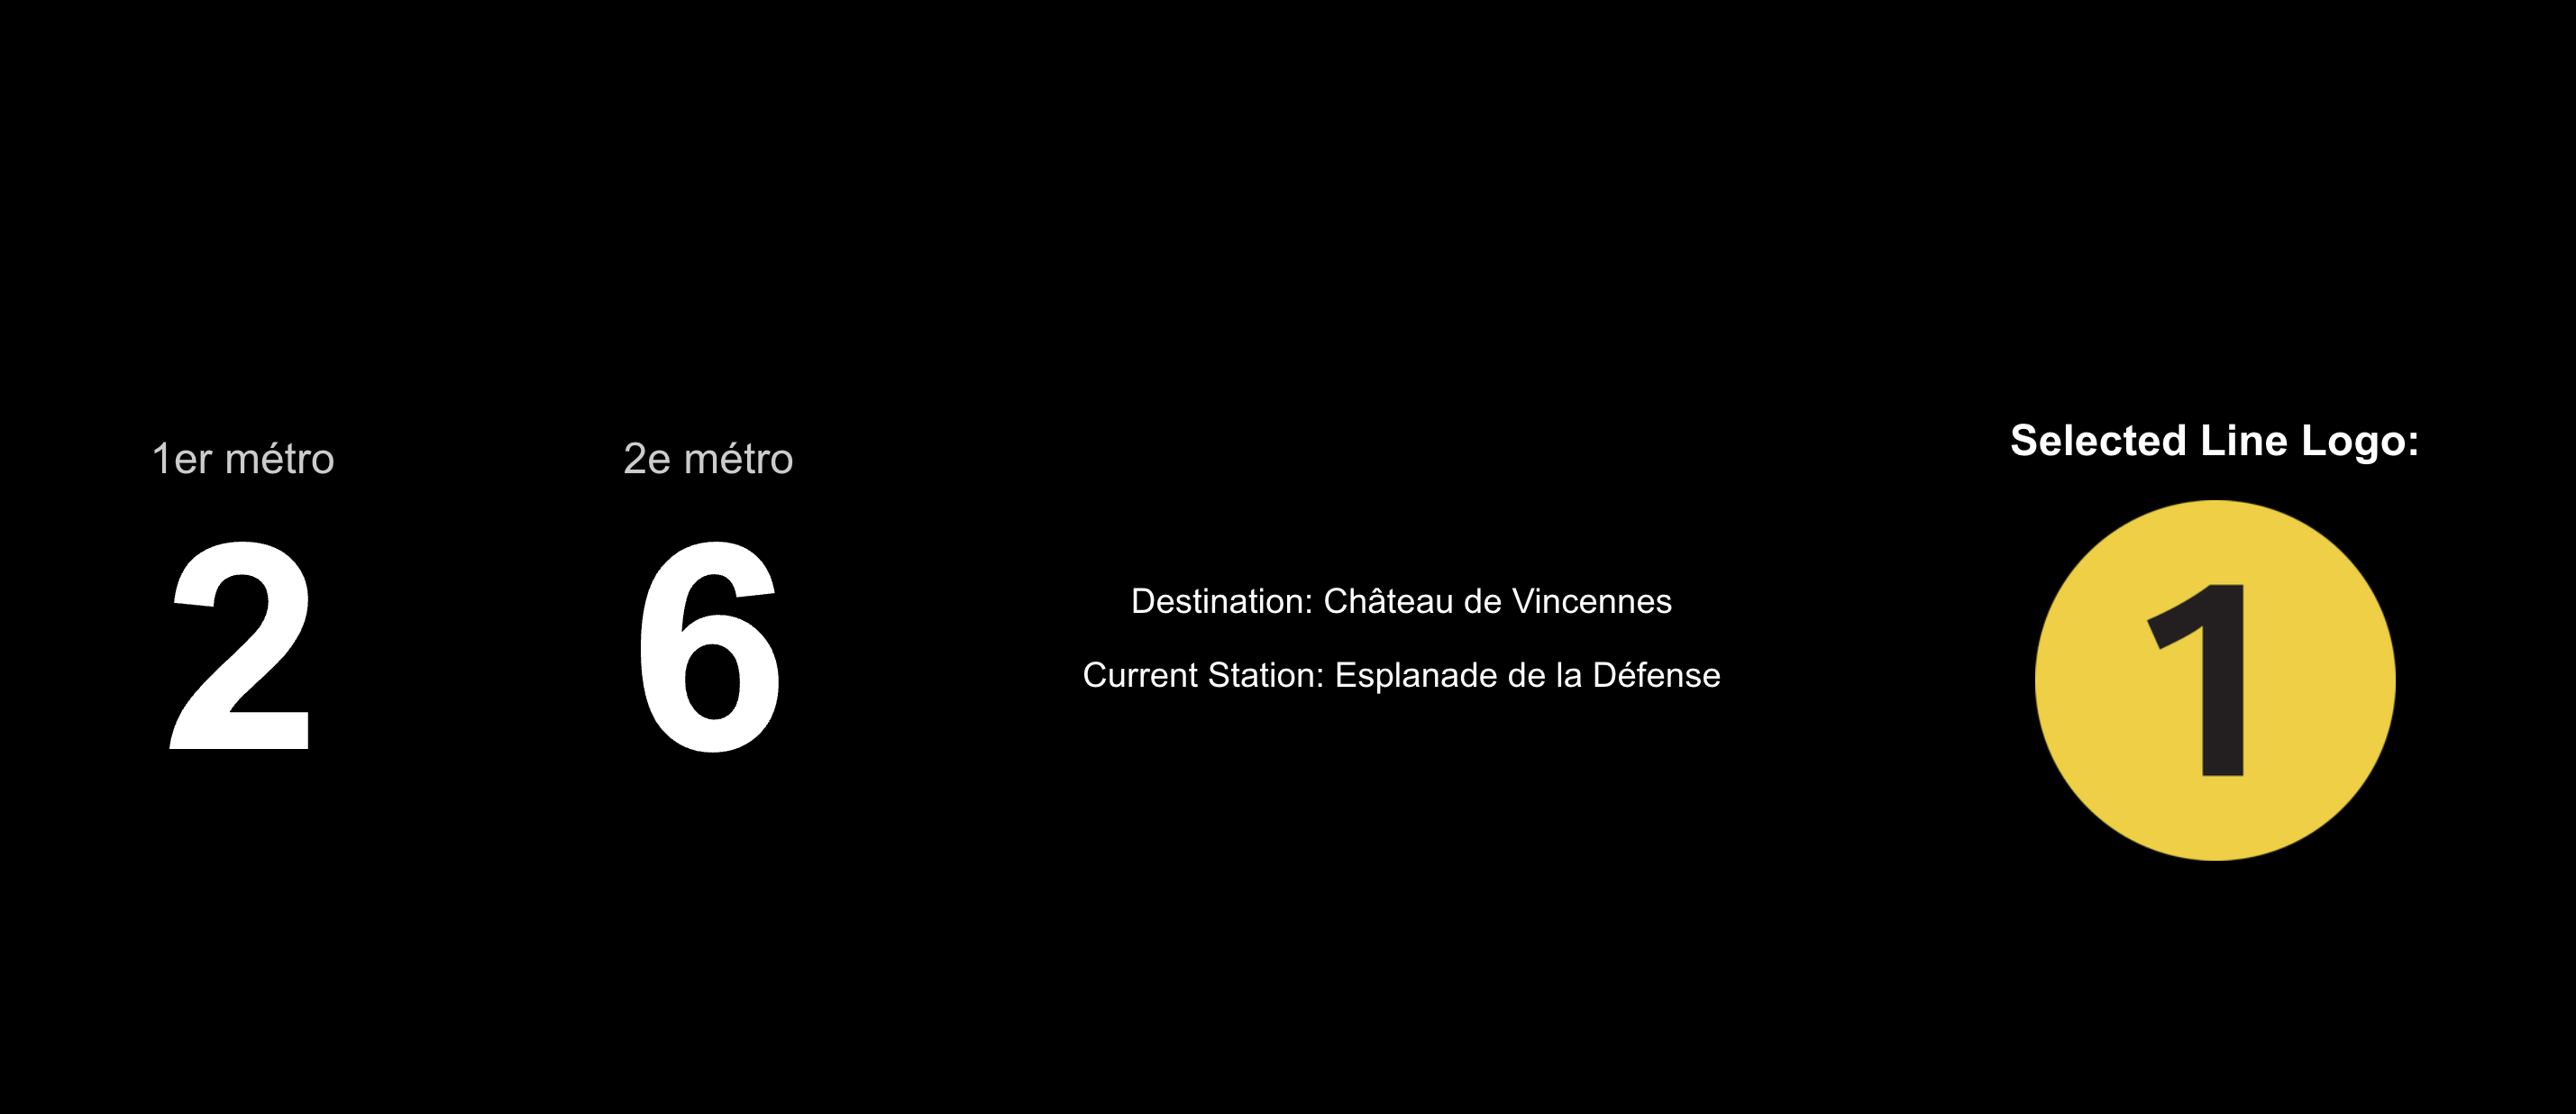 1er métro
2
2e métro
6
Destination: Château de Vincennes
Current Station: Esplanade de la Défense
Selected Line Logo:
1